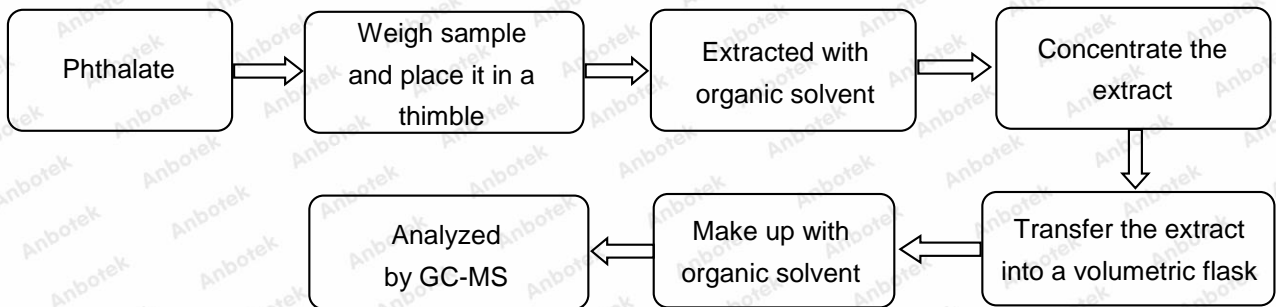 Phthalate
Weigh sample
and place it in a
thimble
Extracted with
organic solvent
Concentrate the
extract
Transfer the extract
into a volumetric flask
Make up with
organic solvent
Analyzed
by GC-MS
Anbotek